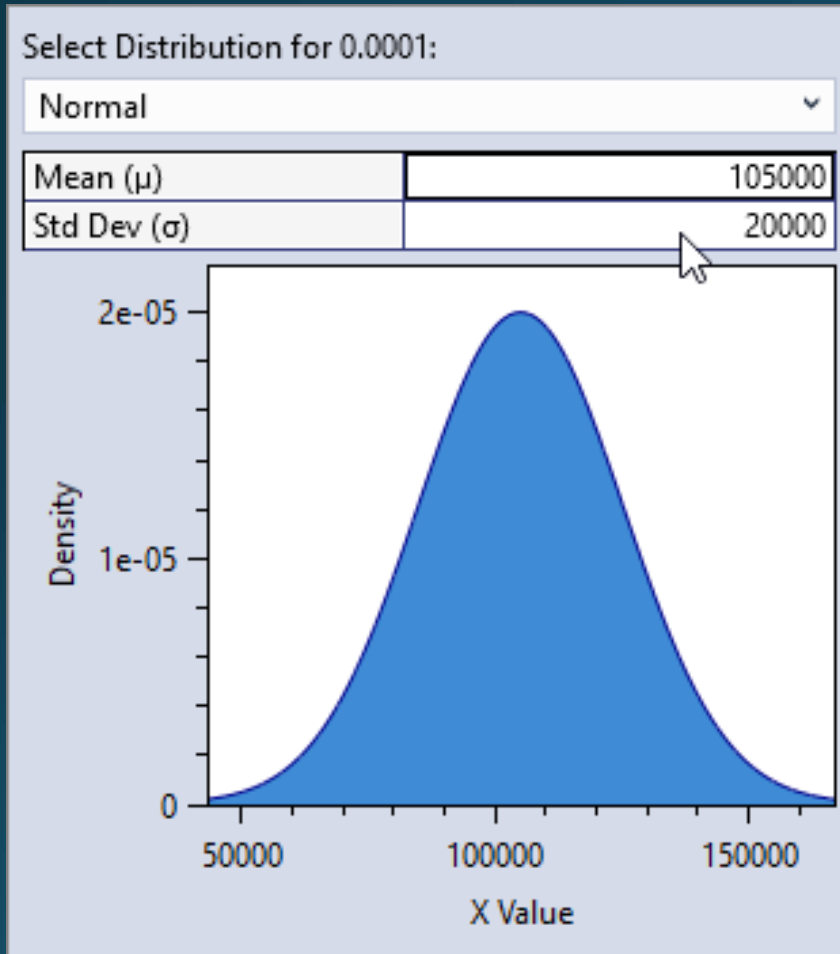 Select Distribution for 0.0001:
Normal
Mean (μ) 105000
Std Dev (σ) 20000
2e-05
1e-05
0
Density
50000 100000 150000
X Value